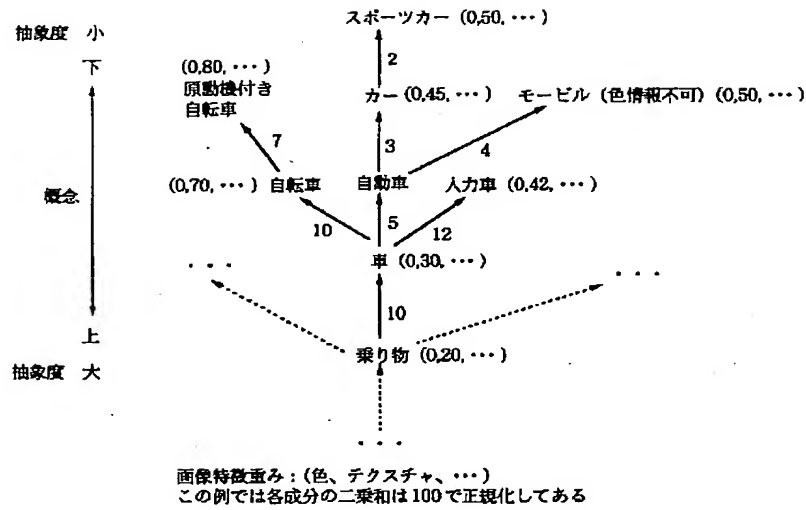 スポーツカー (0,50, ･･･)
抽象度 小
下
2
(0,80, ･･･)
原動機付き
自転車
カー (0,45, ･･･)
モービル (色情報不可) (0,50, ･･･)
7
3
4
(0,70, ･･･) 自転車
自動車
人力車 (0,42, ･･･)
概念
10
5
12
･ ･ ･
車 (0,30, ･･･)
･ ･ ･
10
上
乗り物 (0,20, ･･･)
抽象度 大
･ ･ ･
画像特徴重み : (色、テクスチャ、･･･)
この例では各成分の二乗和は 100 で正規化してある